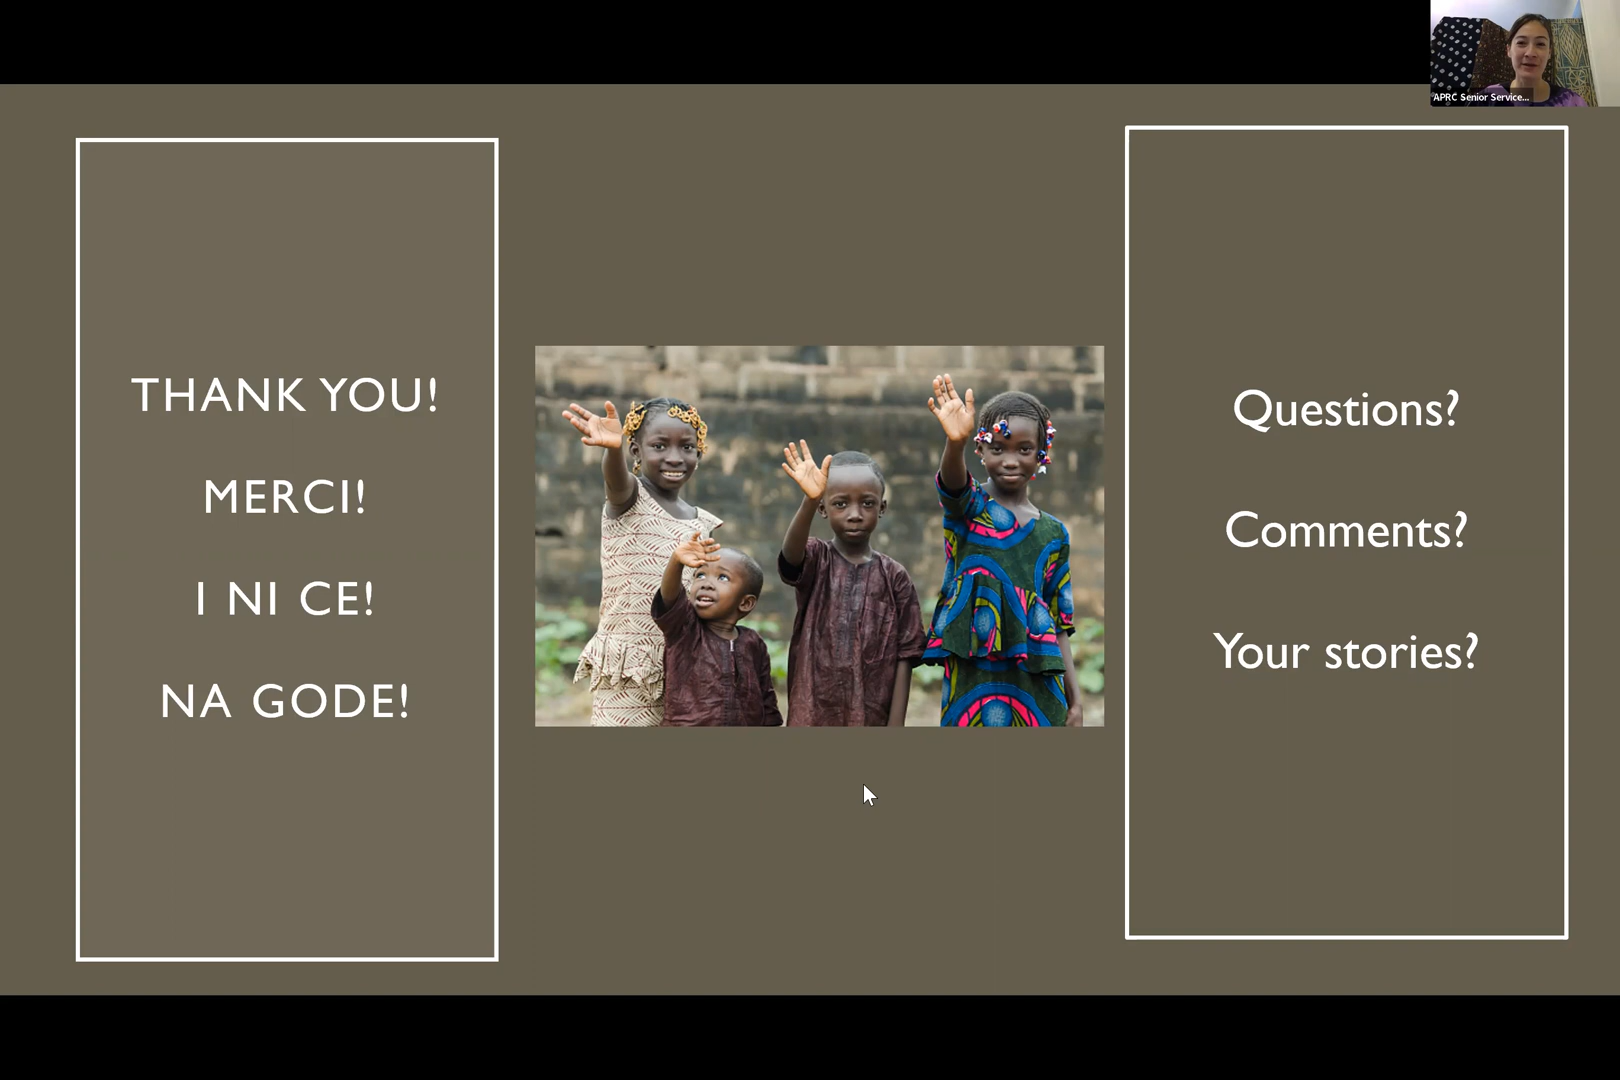 APRC Senior Service...
THANK YOU!
MERCI!
I NI CE!
NA GODE!
Questions?
Comments?
Your stories?